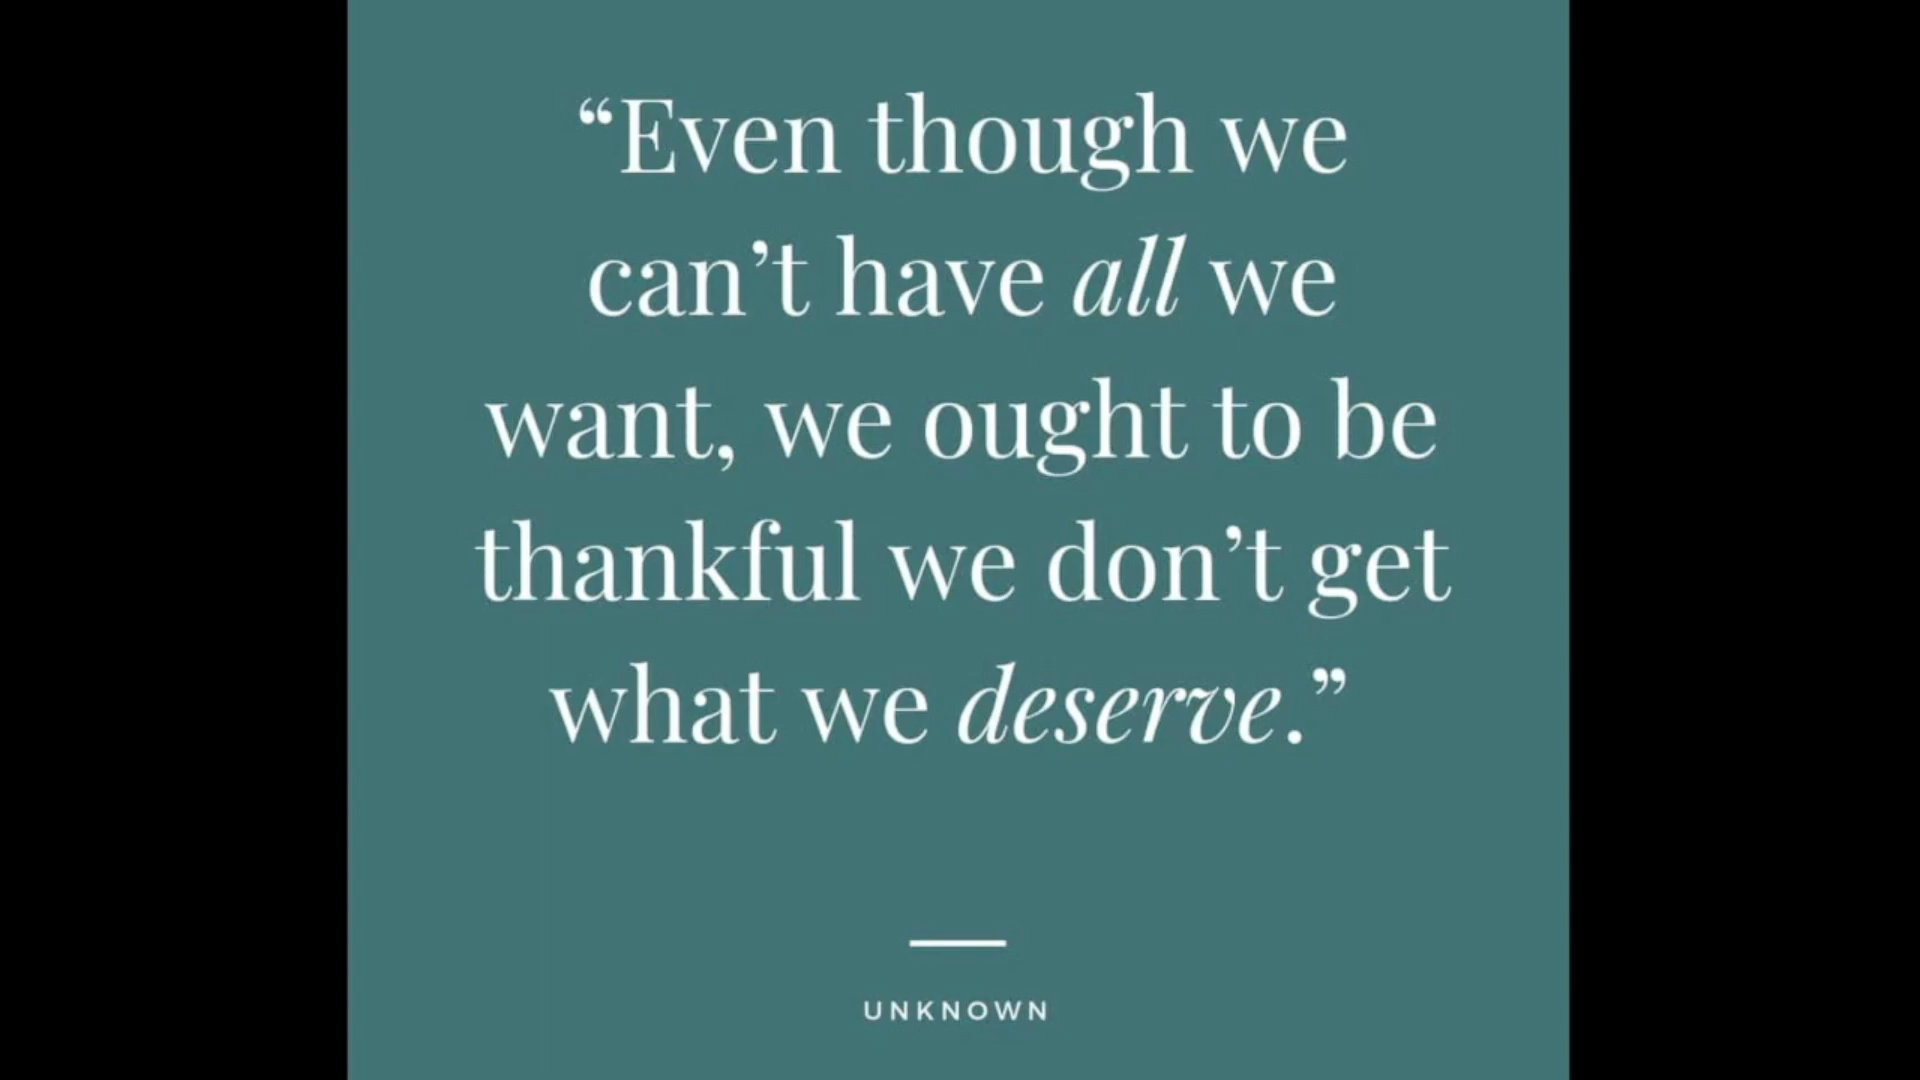 “Even though we
can’t have all we
want, we ought to be
thankful we don’t get
what we deserve.”
UNKNOWN